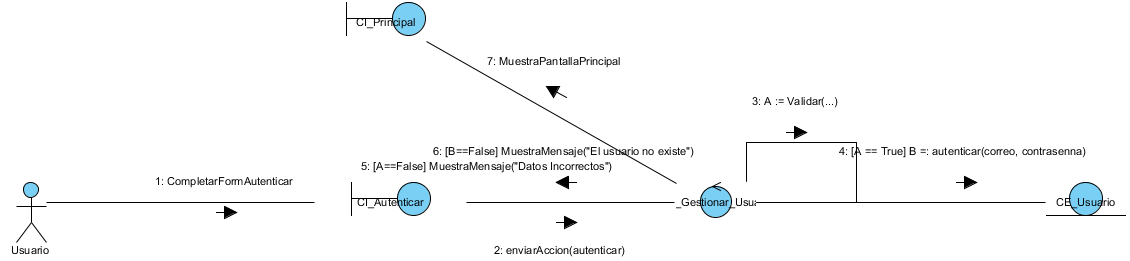 CI_Principal
7: MuestraPantallaPrincipal
3: A := Validar(...)
6: [B==False] MuestraMensaje("El usuario no existe")
4: [A == True] B =: autenticar(correo, contrasenna)
5: [A==False] MuestraMensaje("Datos Incorrectos")
1: CompletarFormAutenticar
CI_Autenticar
_Gestionar_Usua
CE_Usuario
Usuario
2: enviarAccion(autenticar)